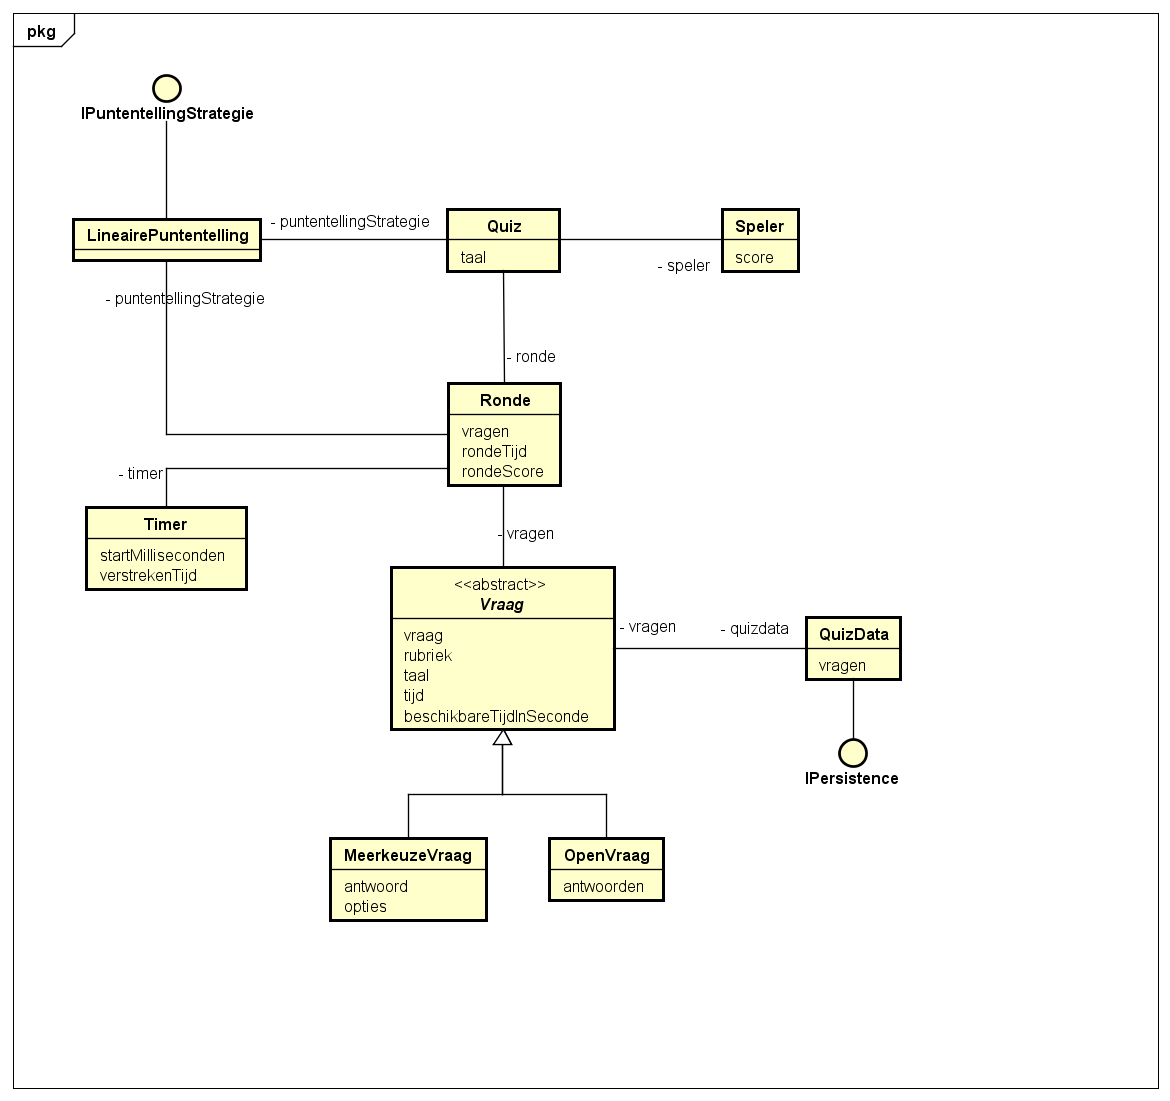 pkg
IPuntentellingStrategie
LineairePuntentelling
- puntentellingStrategie
Quiz
taal
Speler
score
- speler
- puntentellingStrategie
- ronde
Ronde
vragen
rondeTijd
rondeScore
- timer
Timer
startMilliseconden
verstrekenTijd
- vragen
<<abstract>>
Vraag
vraag
rubriek
taal
tijd
beschikbareTijdInSeconde
- vragen
- quizdata
QuizData
vragen
IPersistence
MeerkeuzeVraag
antwoord
opties
OpenVraag
antwoorden